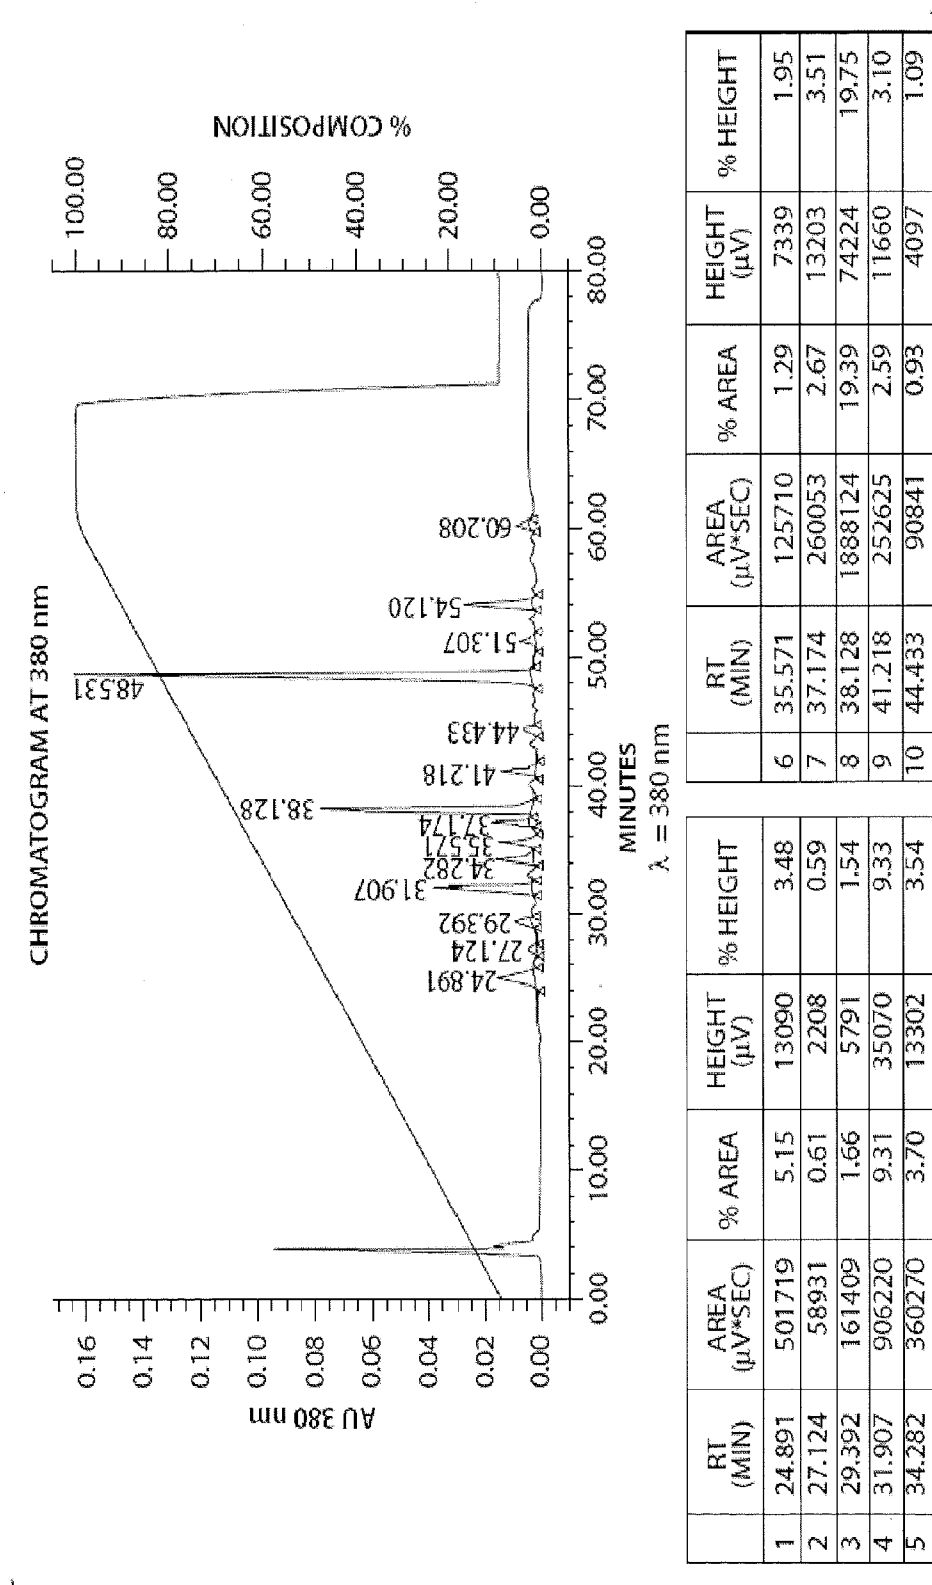 CHROMATOGRAM AT 380 nm
AU 380 nm
0.16
0.14
0.12
0.10
0.08
0.06
0.04
0.02
0.00
24.891
27.124
29.392
31.907
34.282
35.571
37.174
38.128
41.218
44.433
48.531
51.307
54.120
60.208
100.00
80.00
60.00
40.00
20.00
0.00
% COMPOSITION
0.00 10.00 20.00 30.00 40.00 50.00 60.00 70.00 80.00
MINUTES
λ = 380 nm
RT (MIN) AREA (µV*SEC) % AREA HEIGHT (µV) % HEIGHT
1 24.891 501719 5.15 13090 3.48
2 27.124 58931 0.61 2208 0.59
3 29.392 161409 1.66 5791 1.54
4 31.907 906220 9.31 35070 9.33
5 34.282 360270 3.70 13302 3.54
RT (MIN) AREA (µV*SEC) % AREA HEIGHT (µV) % HEIGHT
6 35.571 125710 1.29 7339 1.95
7 37.174 260053 2.67 13203 3.51
8 38.128 1888124 19.39 74224 19.75
9 41.218 252625 2.59 11660 3.10
10 44.433 90841 0.93 4097 1.09